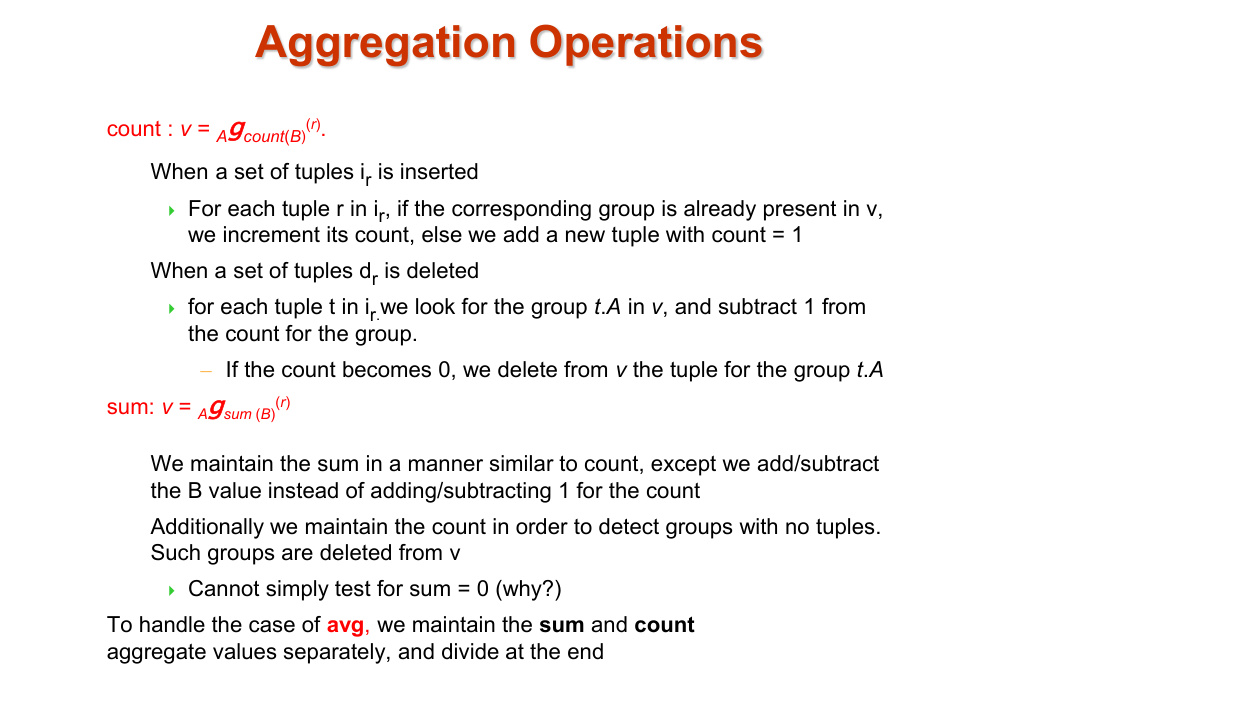 Aggregation Operations
count : v = A g count(B) (r).
When a set of tuples ir is inserted
For each tuple r in ir, if the corresponding group is already present in v,
we increment its count, else we add a new tuple with count = 1
When a set of tuples dr is deleted
for each tuple t in ir.we look for the group t.A in v, and subtract 1 from
the count for the group.
– If the count becomes 0, we delete from v the tuple for the group t.A
sum: v = A g sum (B) (r)
We maintain the sum in a manner similar to count, except we add/subtract
the B value instead of adding/subtracting 1 for the count
Additionally we maintain the count in order to detect groups with no tuples.
Such groups are deleted from v
Cannot simply test for sum = 0 (why?)
To handle the case of avg, we maintain the sum and count
aggregate values separately, and divide at the end